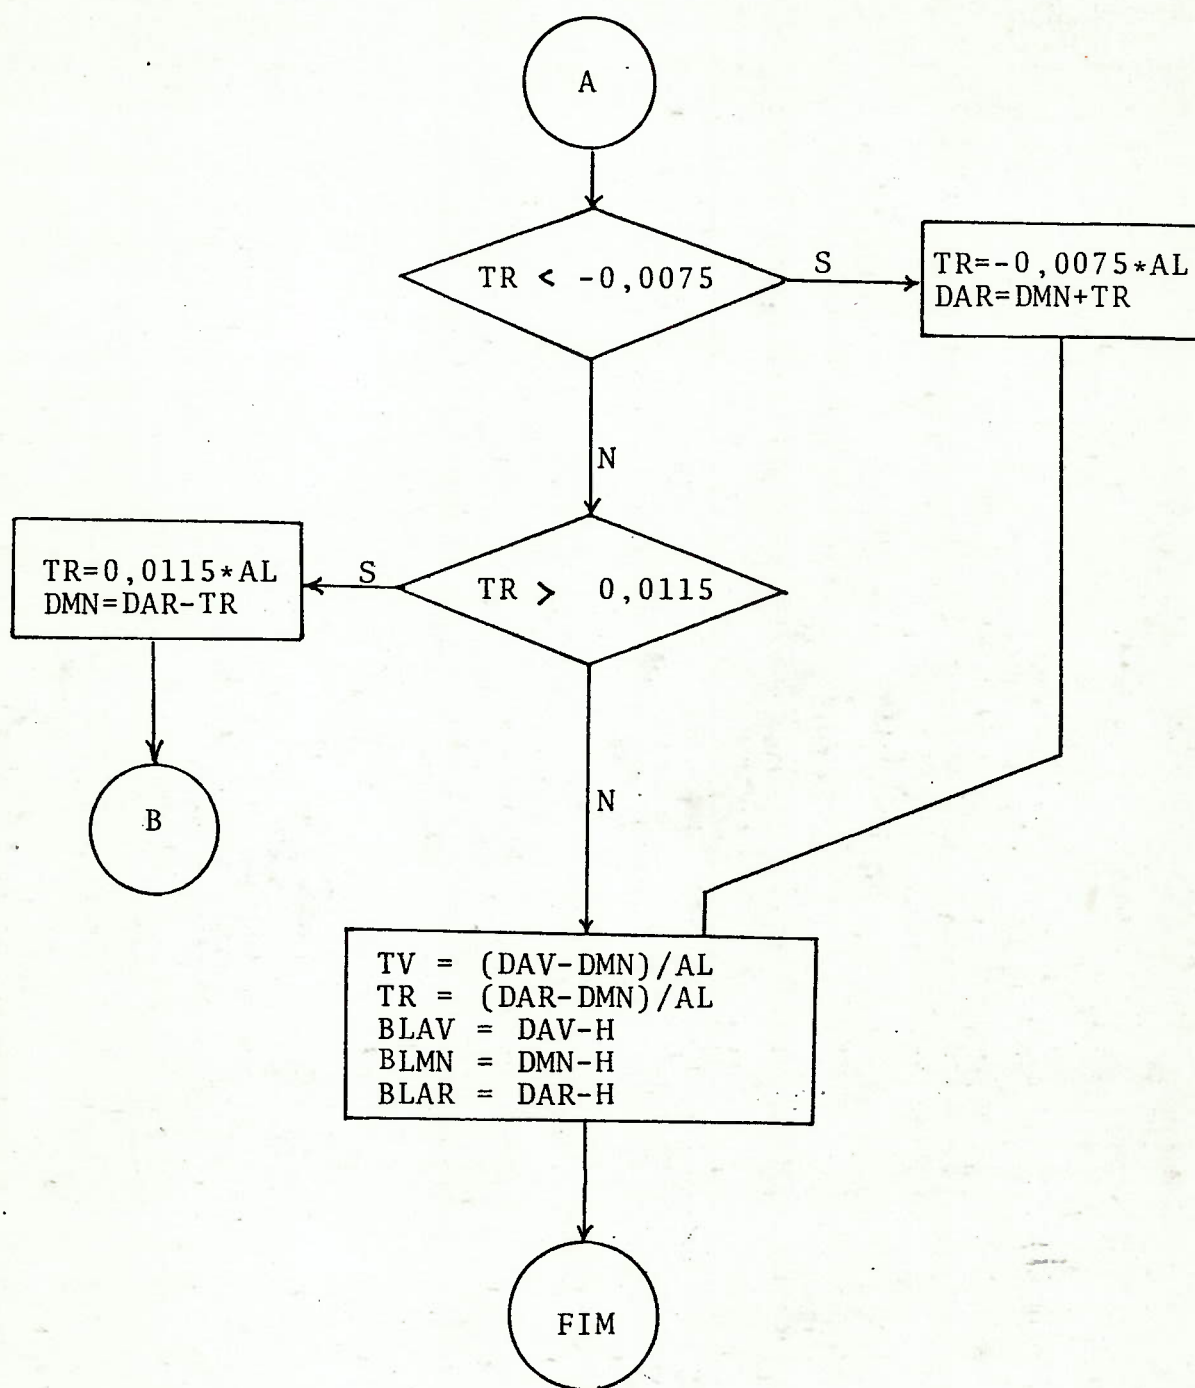 A
TR < -0,0075
S
TR=-0,0075*AL
DAR=DMN+TR
N
TR=0,0115*AL
DMN=DAR-TR
S
TR > 0,0115
B
N
TV = (DAV-DMN)/AL
TR = (DAR-DMN)/AL
BLAV = DAV-H
BLMN = DMN-H
BLAR = DAR-H
FIM